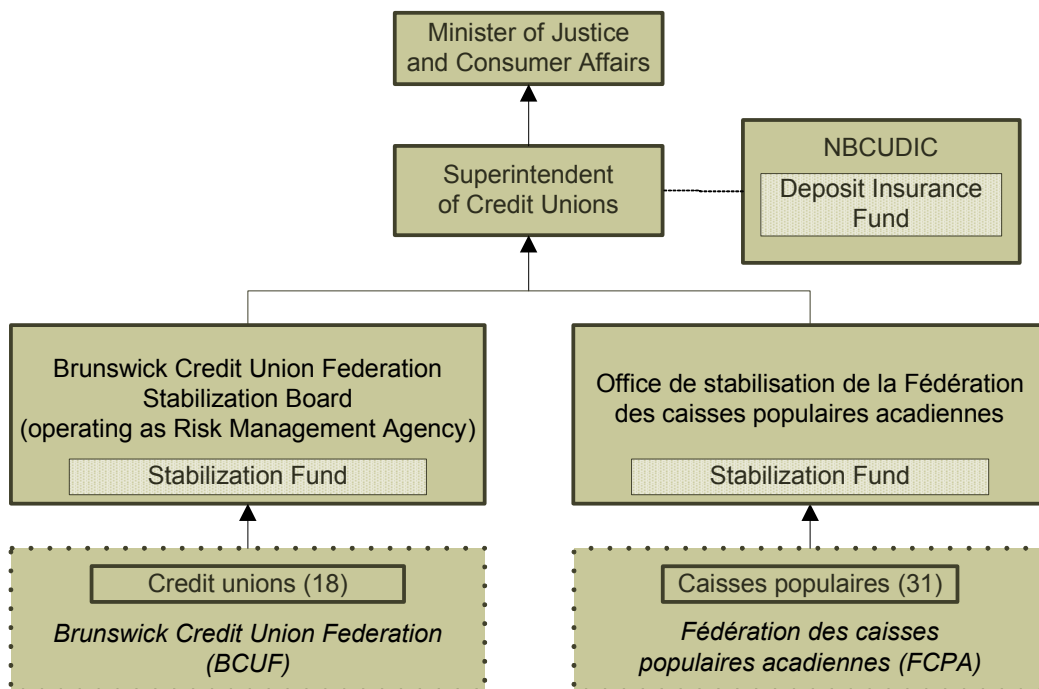 Minister of Justice
and Consumer Affairs
Superintendent
of Credit Unions
NBCUDIC
Deposit Insurance
Fund
Brunswick Credit Union Federation
Stabilization Board
(operating as Risk Management Agency)
Stabilization Fund
Office de stabilisation de la Fédération
des caisses populaires acadiennes
Stabilization Fund
Credit unions (18)
Brunswick Credit Union Federation
(BCUF)
Caisses populaires (31)
Fédération des caisses
populaires acadiennes (FCPA)